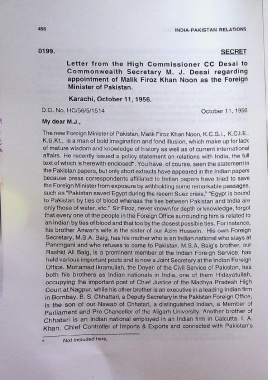 486 INDIA-PAKISTAN RELATIONS
0199. SECRET
Letter from the High Commissioner CC Desai to
Commonwealth Secretary M. J. Desai regarding
appointment of Malik Firoz Khan Noon as the Foreign
Minister of Pakistan.
Karachi, October 11, 1956.
D.O. No. HC/56/S/1514 October 11, 1956
My dear M.J.,
The new Foreign Minister of Pakistan, Malik Firoz Khan Noon, K.C.S.I., K.C.I.E.,
K.B.Kt., is a man of bold imagination and fond illusion, which make up for lack
of mature wisdom and knowledge of history as well as of current international
affairs. He recently issued a policy statement on relations with India, the full
text of which is herewith enclosed*. You have, of course, seen the statement in
the Pakistan papers, but only short extracts have appeared in the Indian papers
because press correspondents affiliated to Indian papers have tried to save
the Foreign Minister from exposure by withholding some remarkable passages,
such as "Pakistan saved Egypt during the recent Suez crisis," "Egypt is bound
to Pakistan by ties of blood whereas the ties between Pakistan and India are
only those of water, etc." Sir Firoz, never known for depth of knowledge, forgot
that every one of the people in the Foreign Office surrounding him is related to
an Indian by ties of blood and that too by the closest possible ties. For instance,
his brother Anwar's wife is the sister of our Azim Hussain. His own Foreign
Secretary, M.S.A. Baig, has his mother who is an Indian national who stays at
Panchgani and who refuses to come to Pakistan. M.S.A. Baig's brother, our
Rashid Ali Baig, is a prominent member of the Indian Foreign Service, has
held various important posts and is now a Joint Secretary at the Indian Foreign
Office. Mohamad Ikramullah, the Doyen of the Civil Service of Pakistan, has
both his brothers as Indian nationals in India, one of them Hidayatullah,
occupying the important post of Chief Justice of the Madhya Pradesh High
Court at Nagpur, while his other brother is an executive in a leading Indian firm
in Bombay. B. S. Chhattari, a Deputy Secretary in the Pakistan Foreign Office,
is the son of our Nawab of Chhatari, a distinguished Indian, a Member of
Parliament and Pro Chancellor of the Aligarh University. Another brother of
Chhatari is an Indian national employed in an Indian firm in Calcutta. I. A.
Khan, Chief Controller of Imports & Exports and connected with Pakistan's
* Not included here.